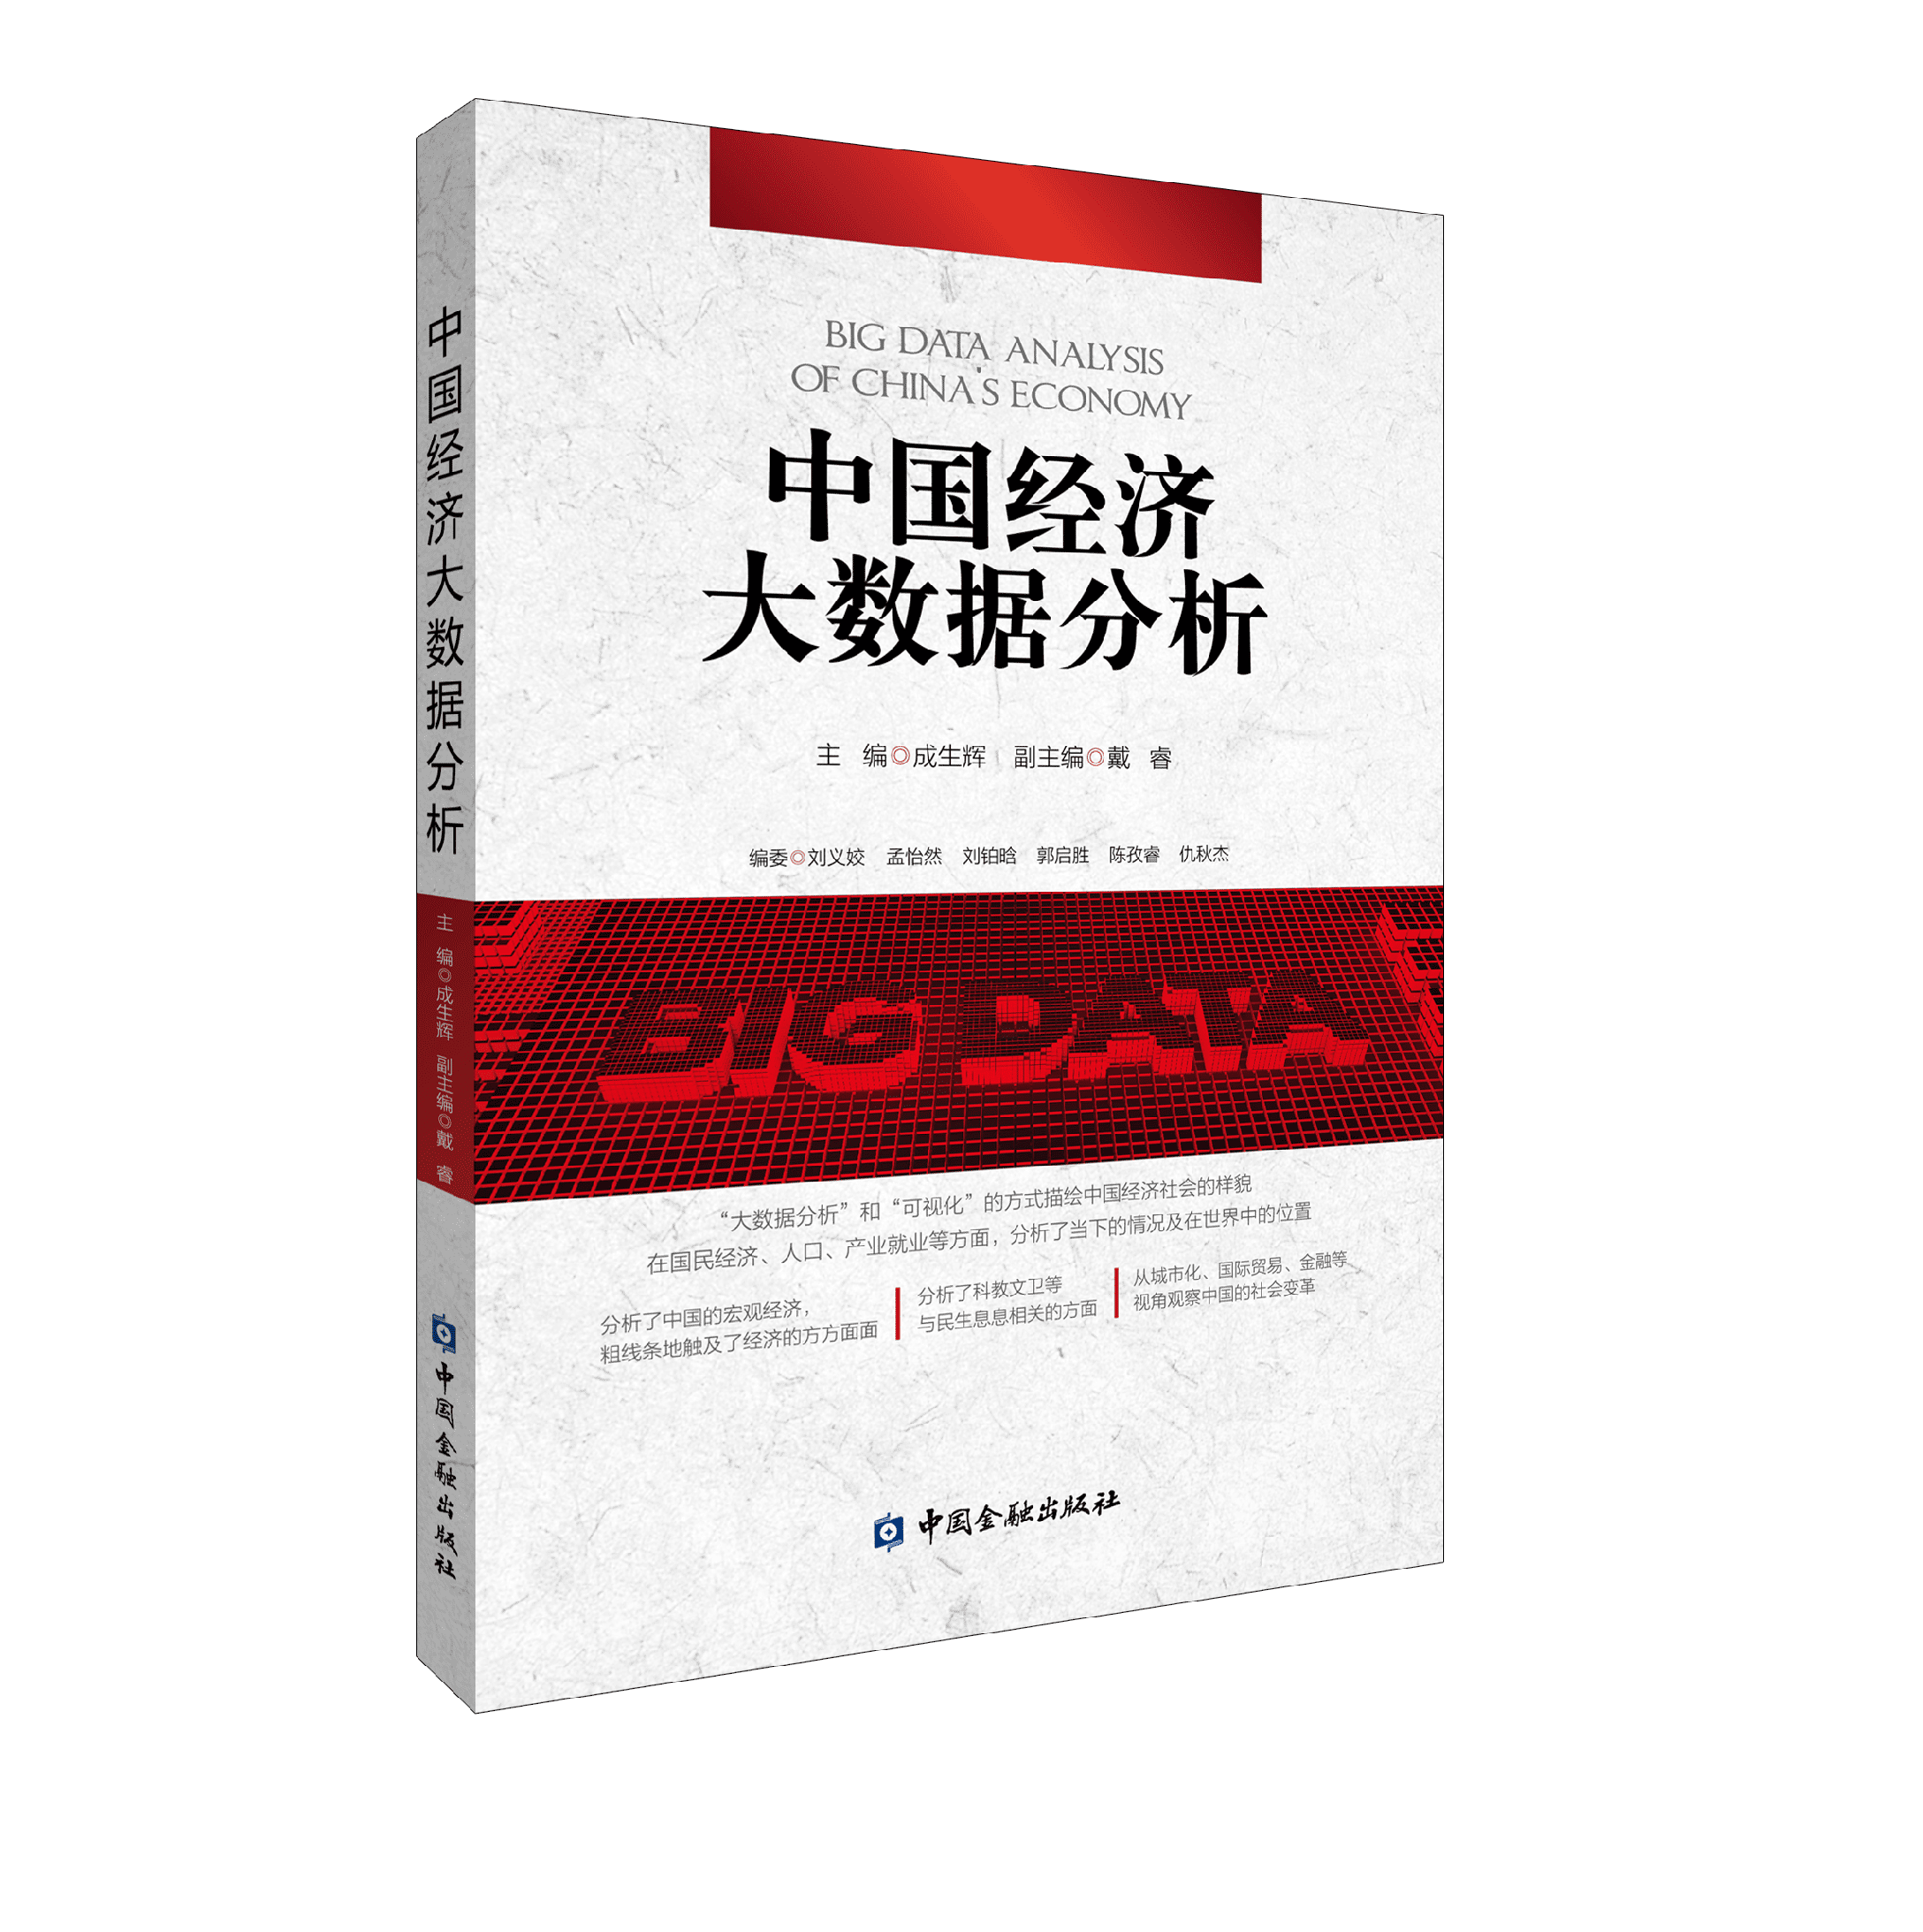 中国经济大数据分析
主 编◎成生辉 副主编◎戴 睿
中国金融出版社
BIG DATA ANALYSIS
OF CHINA'S ECONOMY
中国经济
大数据分析
主 编◎成生辉 副主编◎戴 睿
编委◎刘义姣 孟怡然 刘铂晗 郭启胜 陈孜睿 仇秋杰
BIG DATA
“大数据分析”和“可视化”的方式描绘中国经济社会的样貌
在国民经济、人口、产业就业等方面，分析了当下的情况及在世界中的位置
分析了中国的宏观经济，
粗线条地触及了经济的方方面面
分析了科教文卫等
与民生息息相关的方面
从城市化、国际贸易、金融等
视角观察中国的社会变革
中国金融出版社